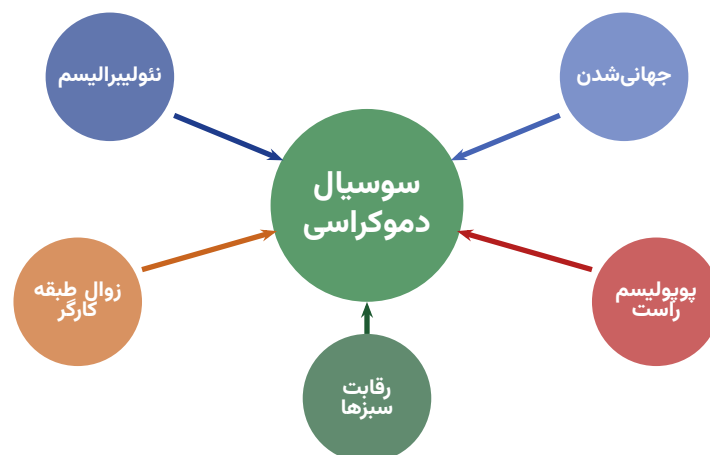 جهانی‌شدن
نئولیبرالیسم
سوسیال
دموکراسی
پوپولیسم
راست
زوال طبقه
کارگر
رقابت
سبزها